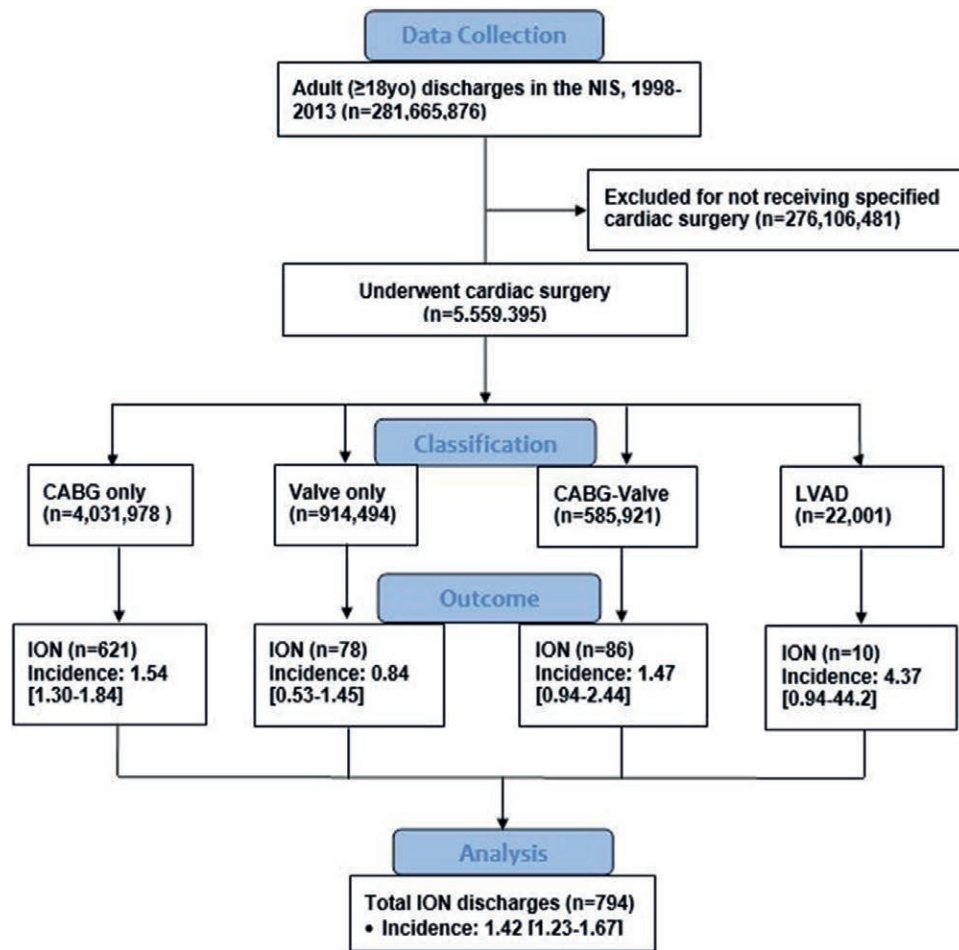 Data Collection
Adult (≥18yo) discharges in the NIS, 1998-
2013 (n=281,665,876)
Excluded for not receiving specified
cardiac surgery (n=276,106,481)
Underwent cardiac surgery
(n=5.559.395)
Classification
CABG only
(n=4,031,978 )
Valve only
(n=914,494)
CABG-Valve
(n=585,921)
LVAD
(n=22,001)
Outcome
ION (n=621)
Incidence: 1.54
[1.30-1.84]
ION (n=78)
Incidence: 0.84
[0.53-1.45]
ION (n=86)
Incidence: 1.47
[0.94-2.44]
ION (n=10)
Incidence: 4.37
[0.94-44.2]
Analysis
Total ION discharges (n=794)
• Incidence: 1.42 [1.23-1.67]